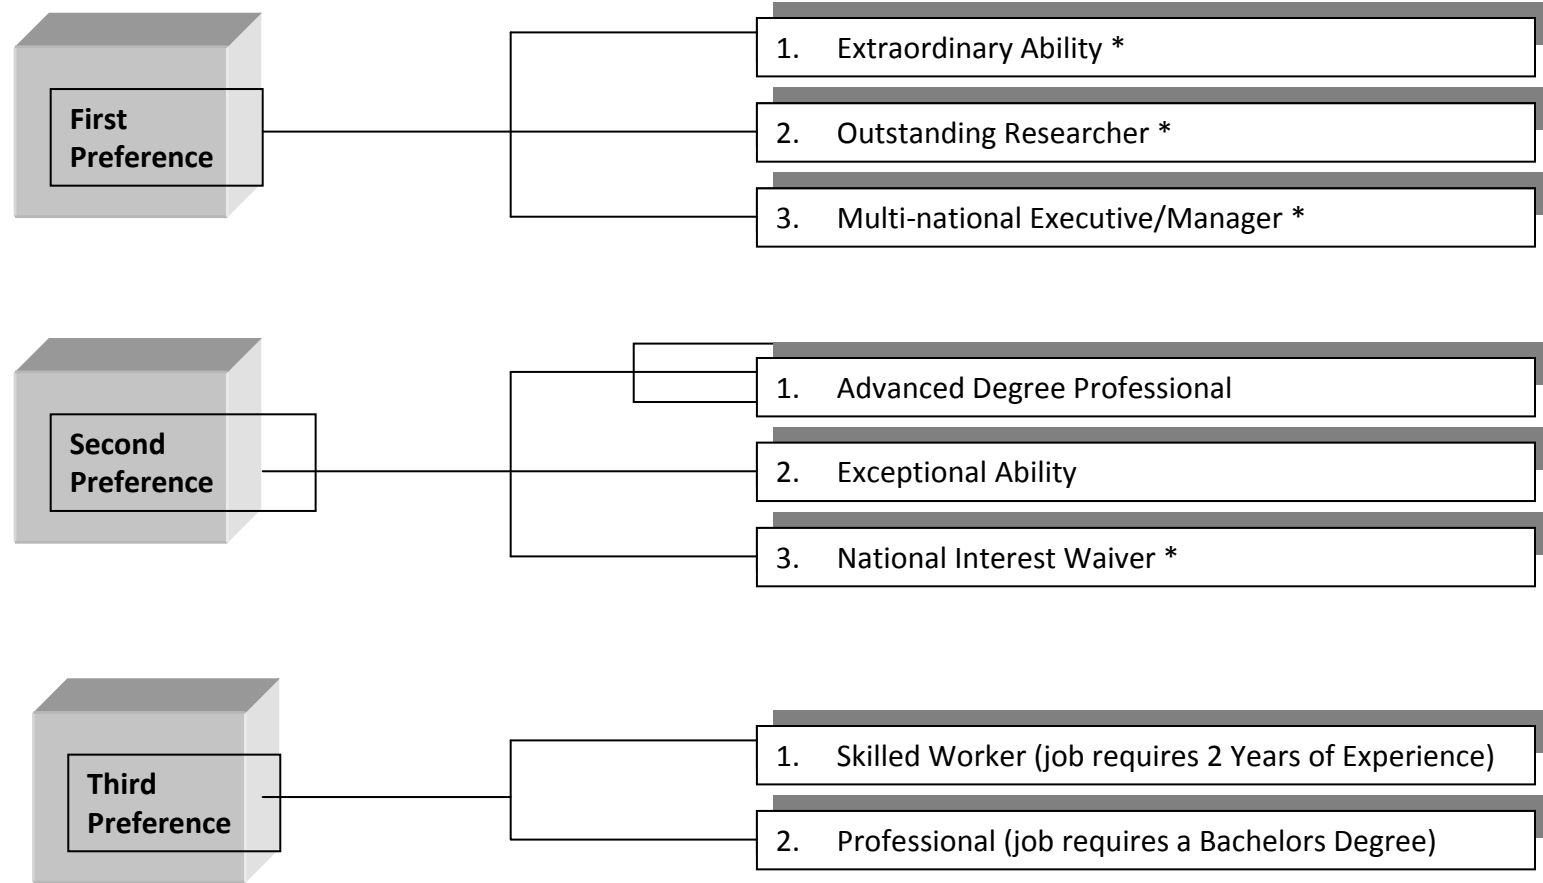 First
Preference
1. Extraordinary Ability *
2. Outstanding Researcher *
3. Multi-national Executive/Manager *
Second
Preference
1. Advanced Degree Professional
2. Exceptional Ability
3. National Interest Waiver *
Third
Preference
1. Skilled Worker (job requires 2 Years of Experience)
2. Professional (job requires a Bachelors Degree)